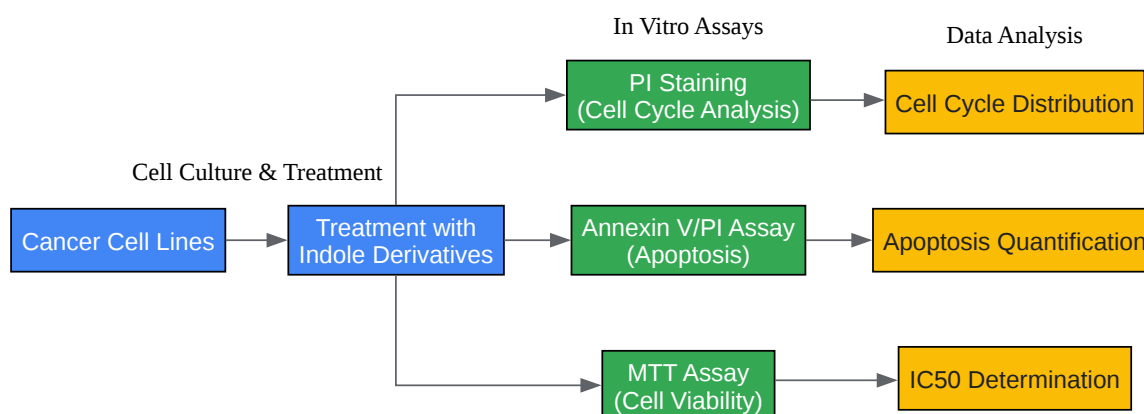 In Vitro Assays
Data Analysis
PI Staining
(Cell Cycle Analysis)
Cell Cycle Distribution
Cell Culture & Treatment
Cancer Cell Lines
Treatment with
Indole Derivatives
Annexin V/PI Assay
(Apoptosis)
Apoptosis Quantification
MTT Assay
(Cell Viability)
IC50 Determination